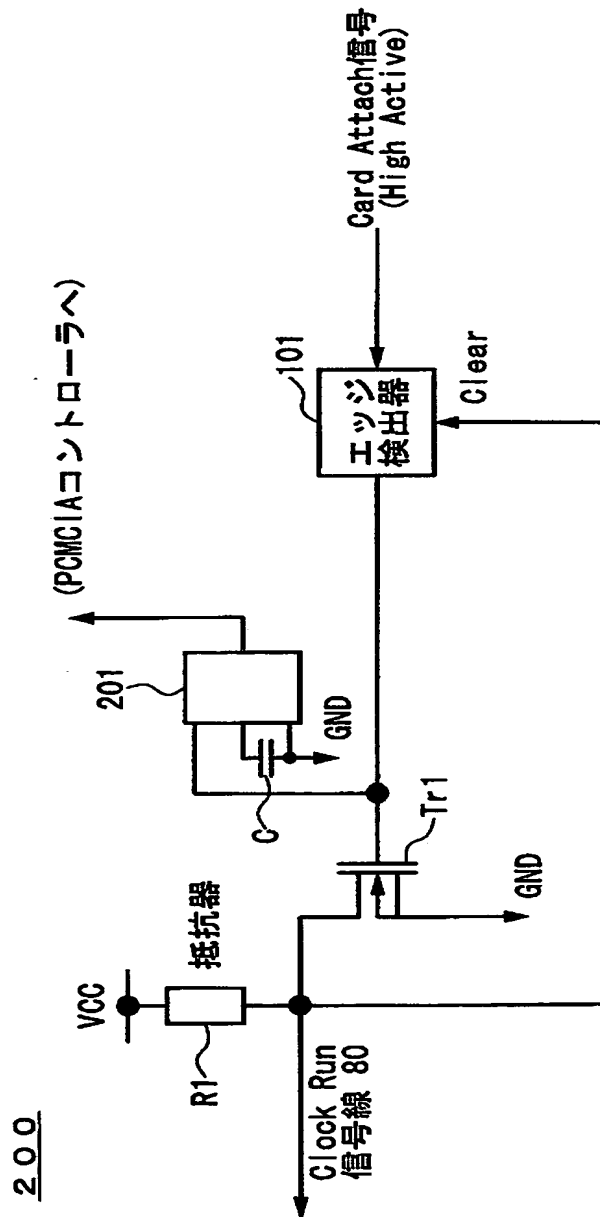 200
VCC
R1
抵抗器
Clock Run
信号線 80
GND
Tr1
C
GND
201
(PCMCIAコントローラへ)
101
エッジ
検出器
Clear
Card Attach信号
(High Active)